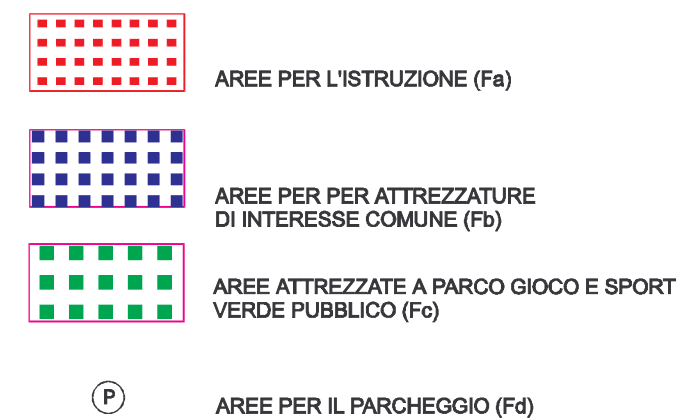 AREE PER L'ISTRUZIONE (Fa)
AREE PER PER ATTREZZATURE
DI INTERESSE COMUNE (Fb)
AREE ATTREZZATE A PARCO GIOCO E SPORT
VERDE PUBBLICO (Fc)
P
AREE PER IL PARCHEGGIO (Fd)